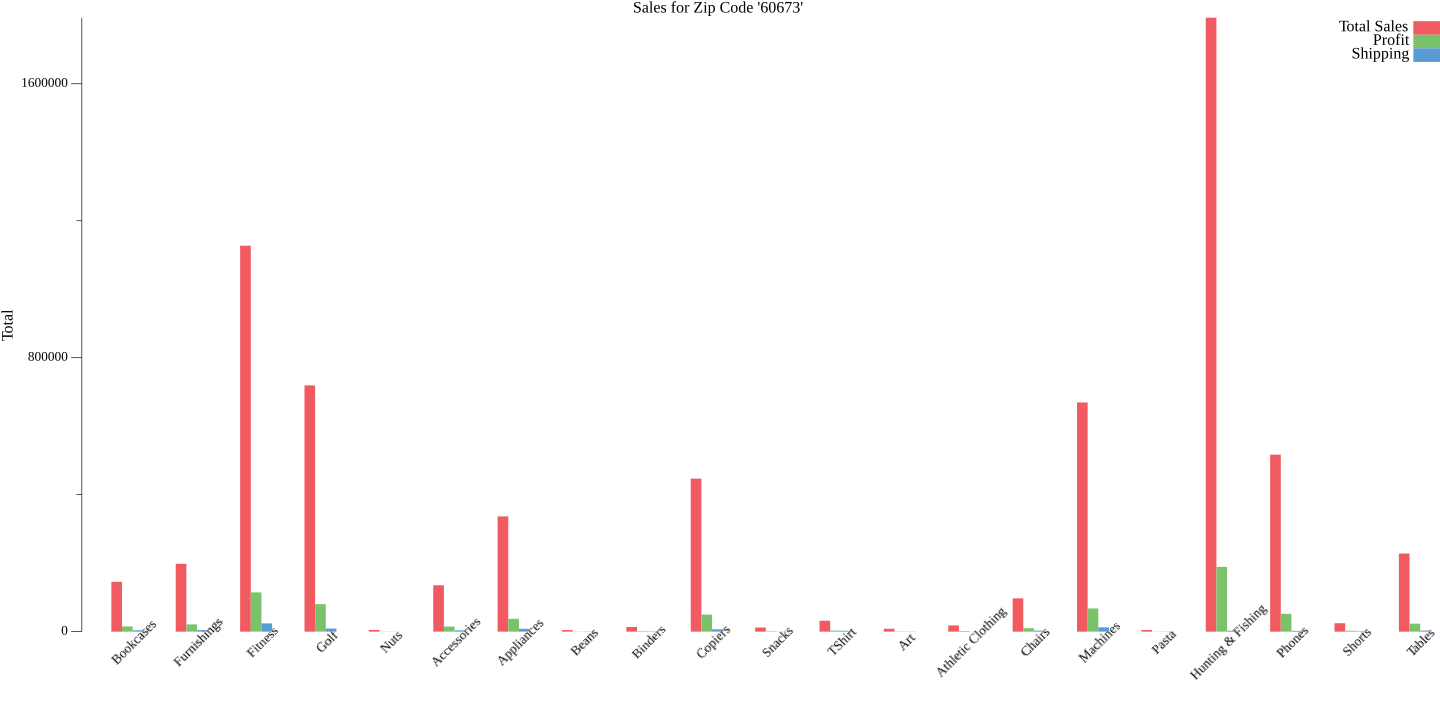 Sales for Zip Code '60673'
Total Sales
Profit
Shipping
Total
1600000
800000
0
Bookcases
Furnishings
Fitness
Golf
Nuts
Accessories
Appliances
Beans
Binders
Copiers
Snacks
TShirt
Art
Athletic Clothing
Chairs
Machines
Pasta
Hunting & Fishing
Phones
Shorts
Tables